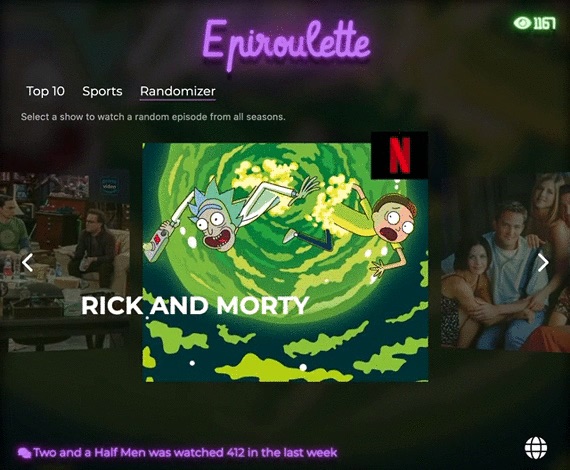 Epiroulette
1167
Top 10 Sports Randomizer
Select a show to watch a random episode from all seasons.
N
video
RICK AND MORTY
Two and a Half Men was watched 412 in the last week